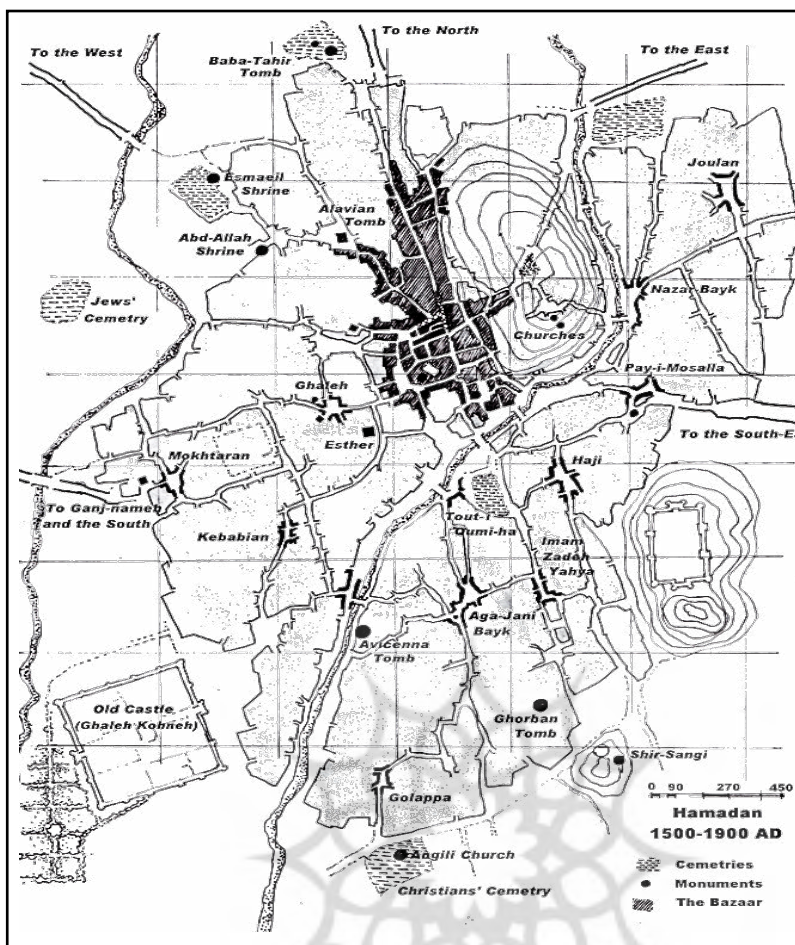 To the West
Baba-Tahir
Tomb
To the North
To the East
Joulan
Esmaeil
Shrine
Alavian
Tomb
Abd-Allah
Shrine
Jews'
Cemetry
Nazar-Bayk
Churches
Pay-i-Mosalla
Ghaleh
Esther
To the South-E
Mokhtaran
Haji
To Ganj-nameh
and the South
Kebabian
Tout-i
Qumi-ha
Imam
Zadeh
Yahya
Aga-Jani
Bayk
Avicenna
Tomb
Old Castle
(Ghaleh Kohneh)
Ghorban
Tomb
Shir-Sangi
Golappa
0 90 270 450
Hamadan
1500-1900 AD
Angili Church
Christians' Cemetry
Cemetries
Monuments
The Bazaar